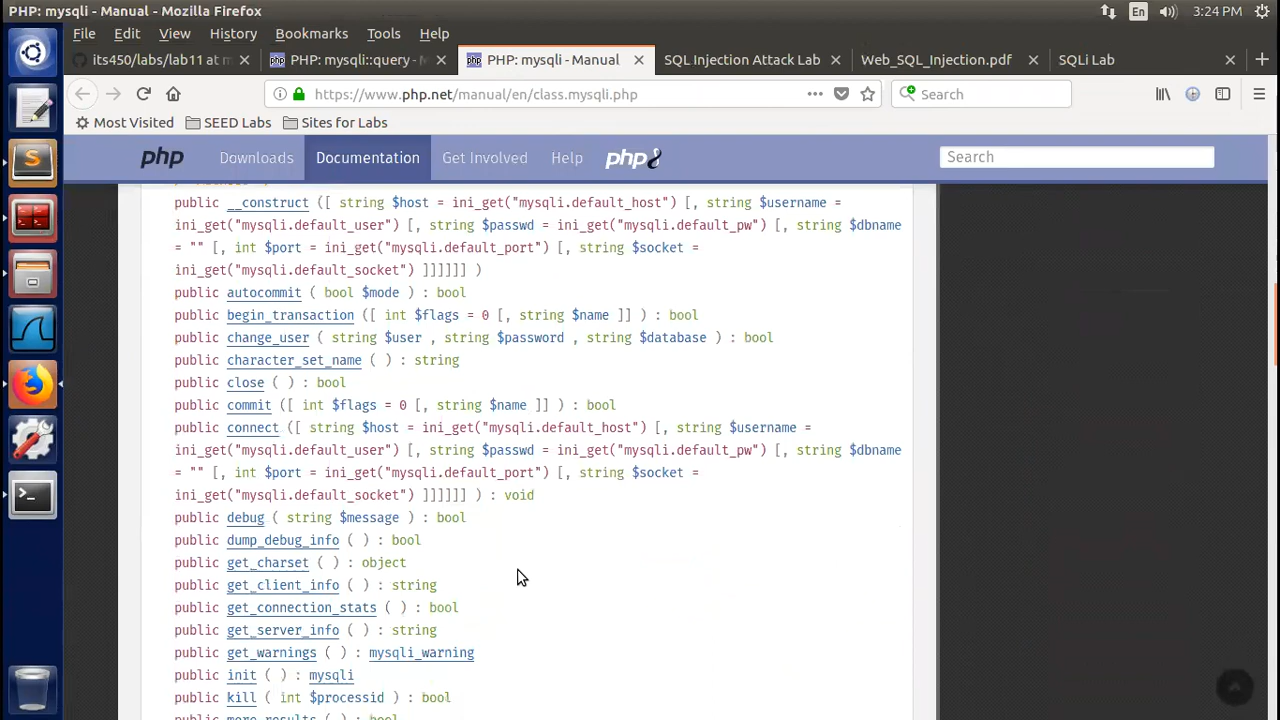 PHP: mysqli - Manual - Mozilla Firefox
En
3:24 PM
File Edit View History Bookmarks Tools Help
its450/labs/lab11 at m
PHP: mysqli::query - M
PHP: mysqli - Manual
SQL Injection Attack Lab
Web_SQL_Injection.pdf
SQLi Lab
https://www.php.net/manual/en/class.mysqli.php
Search
Most Visited SEED Labs Sites for Labs
php Downloads Documentation Get Involved Help php8 Search
public __construct ([ string $host = ini_get("mysqli.default_host") [, string $username =
ini_get("mysqli.default_user") [, string $passwd = ini_get("mysqli.default_pw") [, string $dbname
= "" [, int $port = ini_get("mysqli.default_port") [, string $socket =
ini_get("mysqli.default_socket") ]]]]]] )
public autocommit ( bool $mode ) : bool
public begin_transaction ([ int $flags = 0 [, string $name ]] ) : bool
public change_user ( string $user , string $password , string $database ) : bool
public character_set_name ( ) : string
public close ( ) : bool
public commit ([ int $flags = 0 [, string $name ]] ) : bool
public connect ([ string $host = ini_get("mysqli.default_host") [, string $username =
ini_get("mysqli.default_user") [, string $passwd = ini_get("mysqli.default_pw") [, string $dbname
= "" [, int $port = ini_get("mysqli.default_port") [, string $socket =
ini_get("mysqli.default_socket") ]]]]]] ) : void
public debug ( string $message ) : bool
public dump_debug_info ( ) : bool
public get_charset ( ) : object
public get_client_info ( ) : string
public get_connection_stats ( ) : bool
public get_server_info ( ) : string
public get_warnings ( ) : mysqli_warning
public init ( ) : mysqli
public kill ( int $processid ) : bool
public more_results ( ) : bool